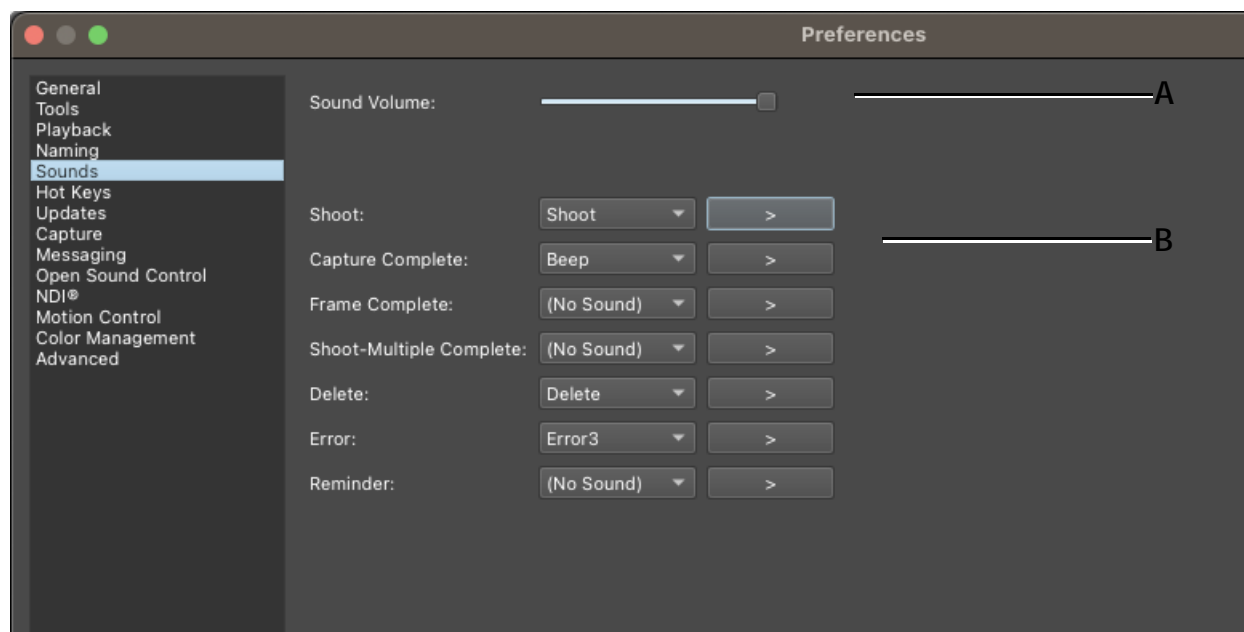 Preferences
General
Tools
Playback
Naming
Sounds
Hot Keys
Updates
Capture
Messaging
Open Sound Control
NDI®
Motion Control
Color Management
Advanced
Sound Volume:
A
Shoot: Shoot >
B
Capture Complete: Beep >
Frame Complete: (No Sound) >
Shoot-Multiple Complete: (No Sound) >
Delete: Delete >
Error: Error3 >
Reminder: (No Sound) >